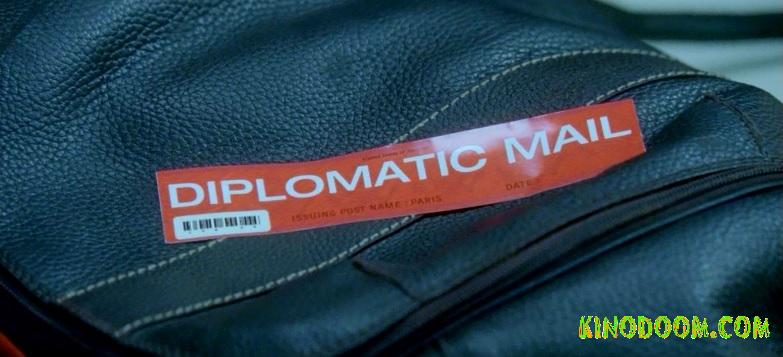 DIPLOMATIC MAIL
ISSUING POST NAME : PARIS
DATE:
KINODOOM.COM